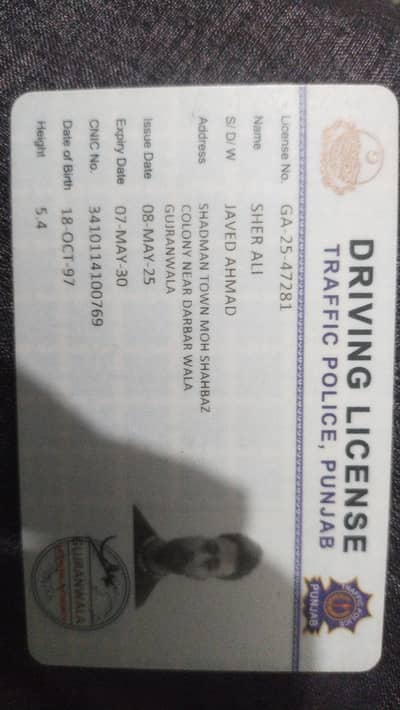 DRIVING LICENSE
TRAFFIC POLICE, PUNJAB
PUNJAB
License No. GA-25-47281
Name SHER ALI
S/ D/ W JAVED AHMAD
Address SHADMAN TOWN MOH SHAHBAZ
COLONY NEAR DARBAR WALA
GUJRANWALA
Issue Date 08-MAY-25
Expiry Date 07-MAY-30
CNIC No. 3410114100769
Date of Birth 18-OCT-97
Height 5.4
GUJRANWALA